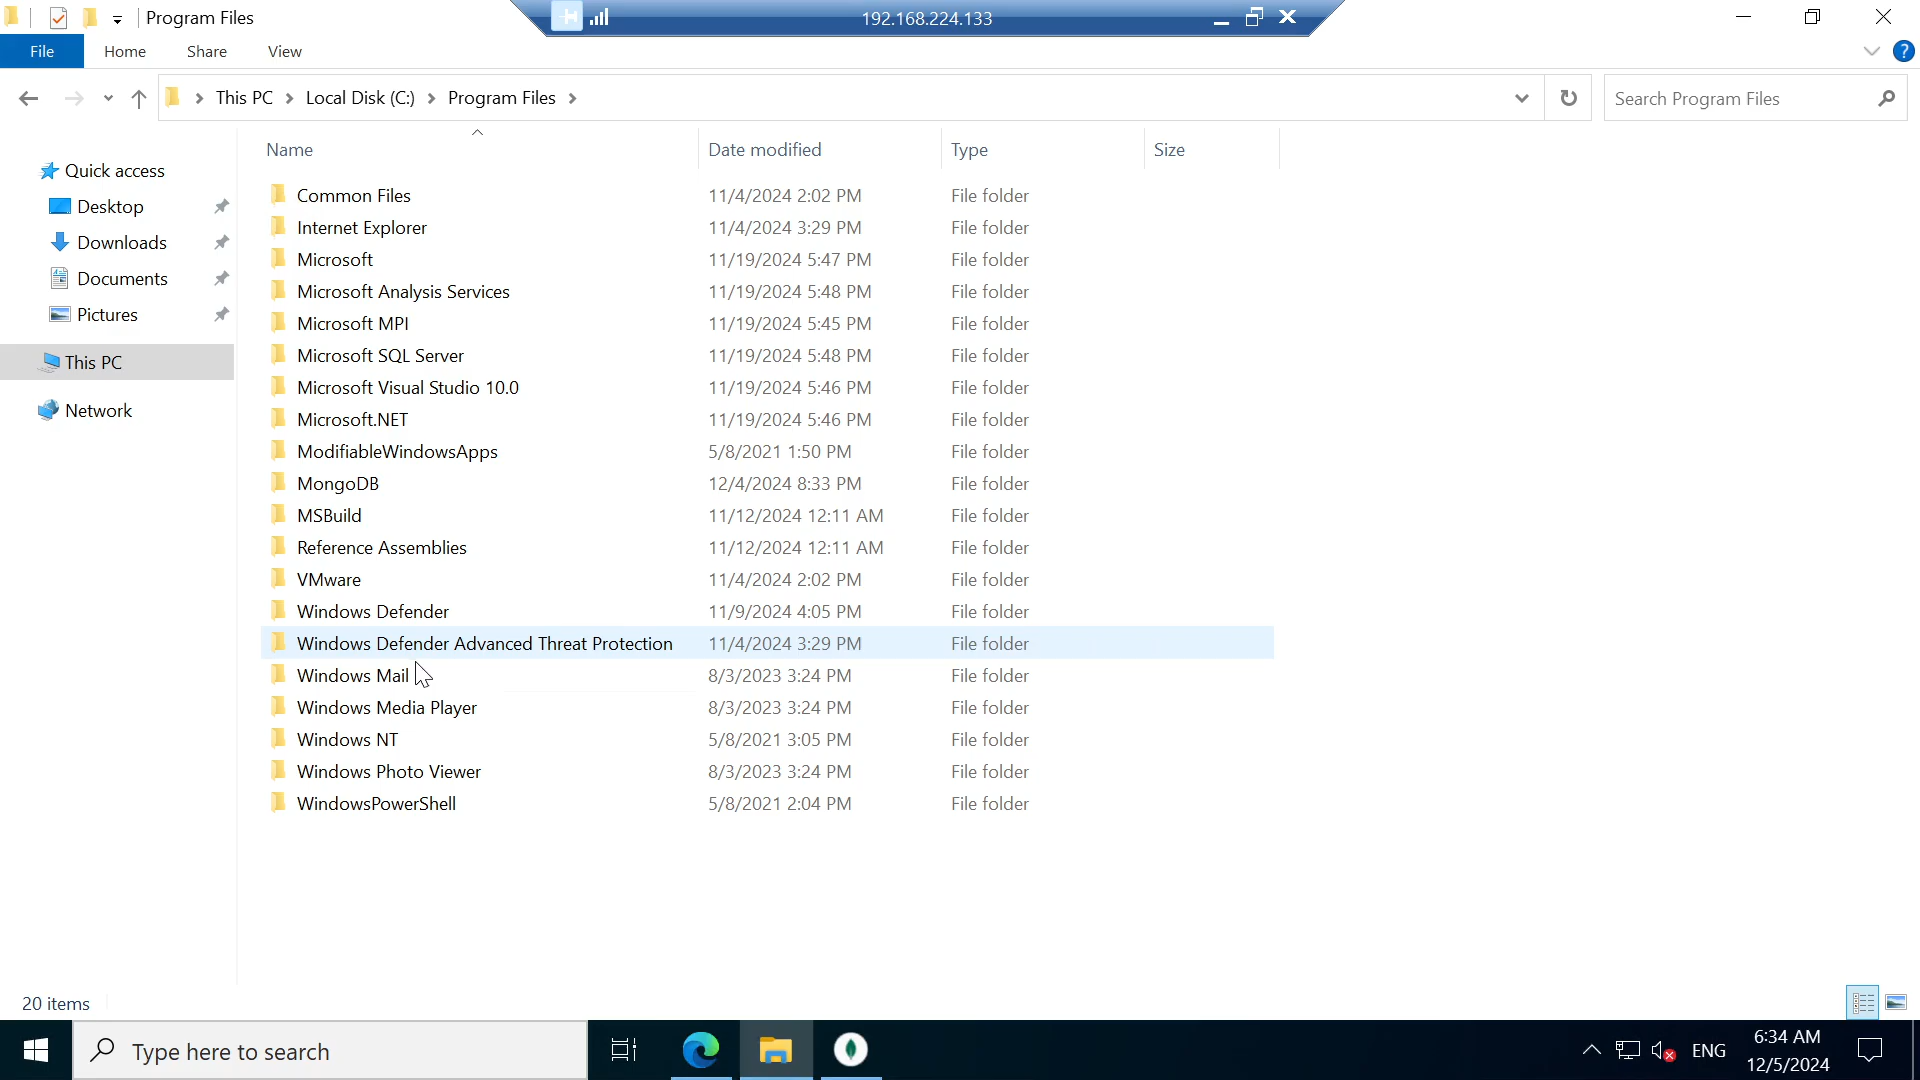 Program Files
192.168.224.133
File Home Share View
This PC Local Disk (C:) Program Files
Search Program Files
Quick access
Desktop
Downloads
Documents
Pictures
This PC
Network
Name Date modified Type Size
Common Files 11/4/2024 2:02 PM File folder
Internet Explorer 11/4/2024 3:29 PM File folder
Microsoft 11/19/2024 5:47 PM File folder
Microsoft Analysis Services 11/19/2024 5:48 PM File folder
Microsoft MPI 11/19/2024 5:45 PM File folder
Microsoft SQL Server 11/19/2024 5:48 PM File folder
Microsoft Visual Studio 10.0 11/19/2024 5:46 PM File folder
Microsoft.NET 11/19/2024 5:46 PM File folder
ModifiableWindowsApps 5/8/2021 1:50 PM File folder
MongoDB 12/4/2024 8:33 PM File folder
MSBuild 11/12/2024 12:11 AM File folder
Reference Assemblies 11/12/2024 12:11 AM File folder
VMware 11/4/2024 2:02 PM File folder
Windows Defender 11/9/2024 4:05 PM File folder
Windows Defender Advanced Threat Protection 11/4/2024 3:29 PM File folder
Windows Mail 8/3/2023 3:24 PM File folder
Windows Media Player 8/3/2023 3:24 PM File folder
Windows NT 5/8/2021 3:05 PM File folder
Windows Photo Viewer 8/3/2023 3:24 PM File folder
WindowsPowerShell 5/8/2021 2:04 PM File folder
20 items
Type here to search
ENG
6:34 AM
12/5/2024